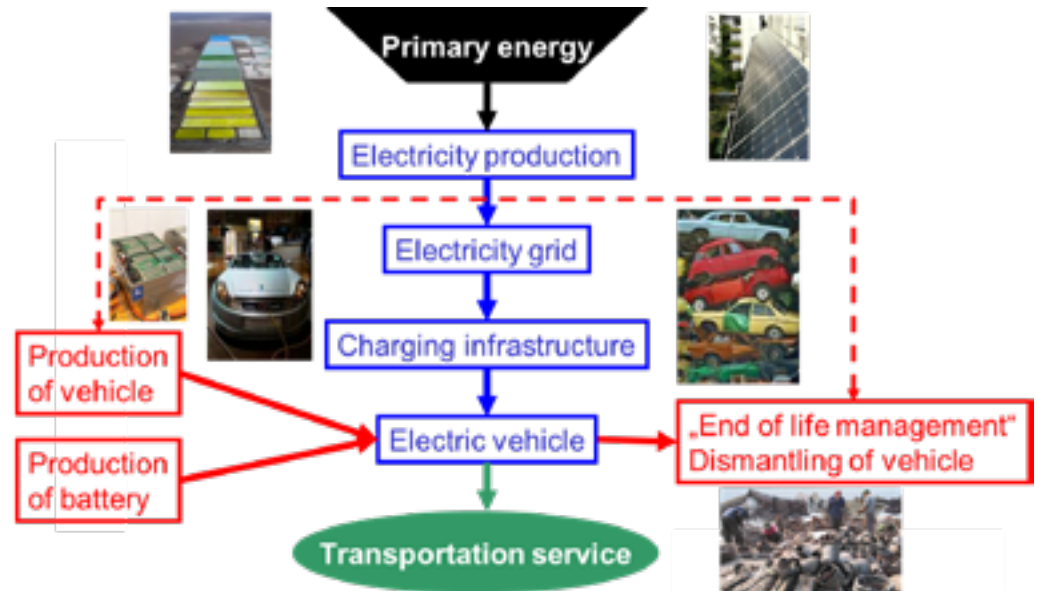 Primary energy
Electricity production
Electricity grid
Charging infrastructure
Production
of vehicle
Electric vehicle
„End of life management“
Dismantling of vehicle
Production
of battery
Transportation service